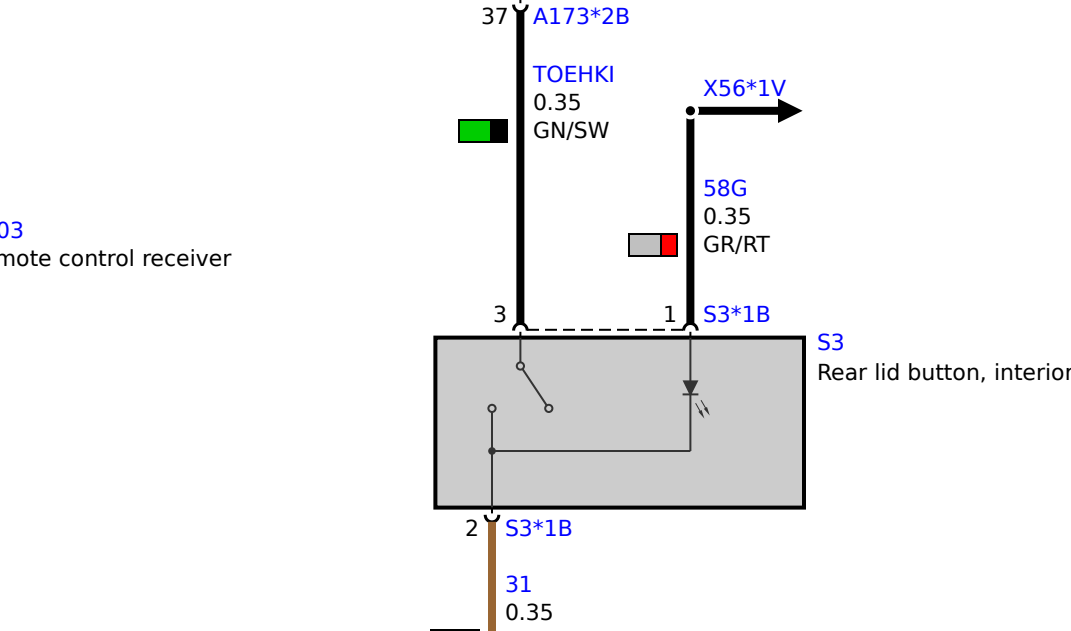 37 A173*2B
TOEHKI
0.35
GN/SW
X56*1V
58G
0.35
GR/RT
03
mote control receiver
3
1 S3*1B
S3
Rear lid button, interior
2 S3*1B
31
0.35